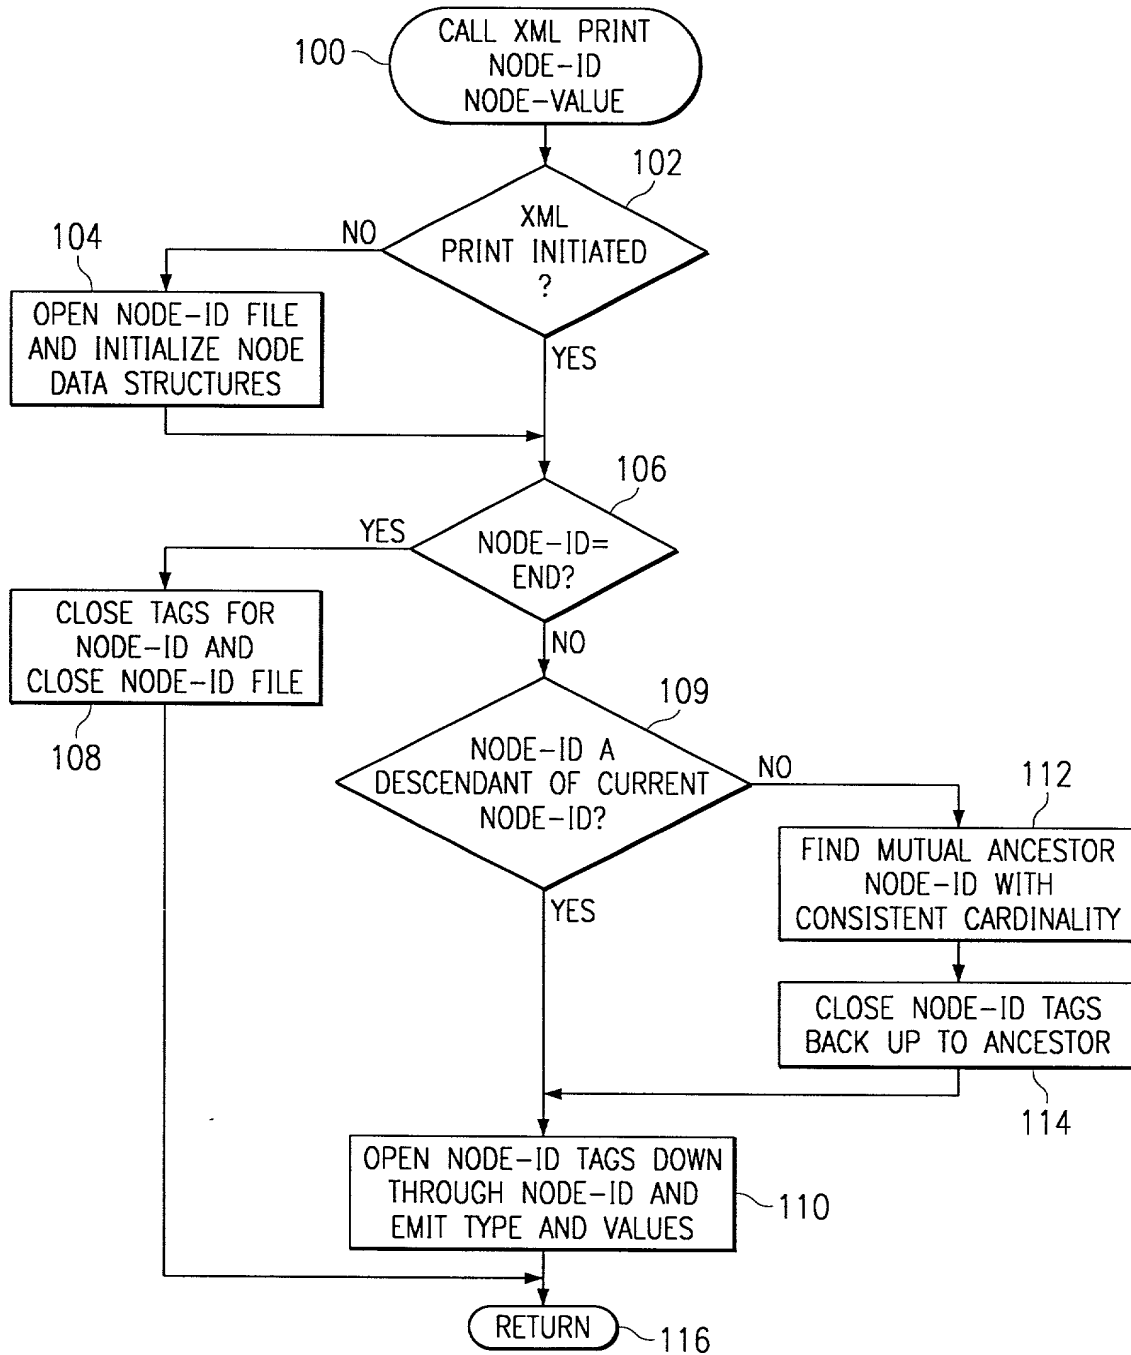 CALL XML PRINT
NODE-ID
NODE-VALUE
100
102
XML
PRINT INITIATED
?
NO
YES
104
OPEN NODE-ID FILE
AND INITIALIZE NODE
DATA STRUCTURES
106
NODE-ID=
END?
YES
NO
CLOSE TAGS FOR
NODE-ID AND
CLOSE NODE-ID FILE
108
109
NODE-ID A
DESCENDANT OF CURRENT
NODE-ID?
NO
YES
112
FIND MUTUAL ANCESTOR
NODE-ID WITH
CONSISTENT CARDINALITY
CLOSE NODE-ID TAGS
BACK UP TO ANCESTOR
114
OPEN NODE-ID TAGS DOWN
THROUGH NODE-ID AND
EMIT TYPE AND VALUES
110
RETURN
116